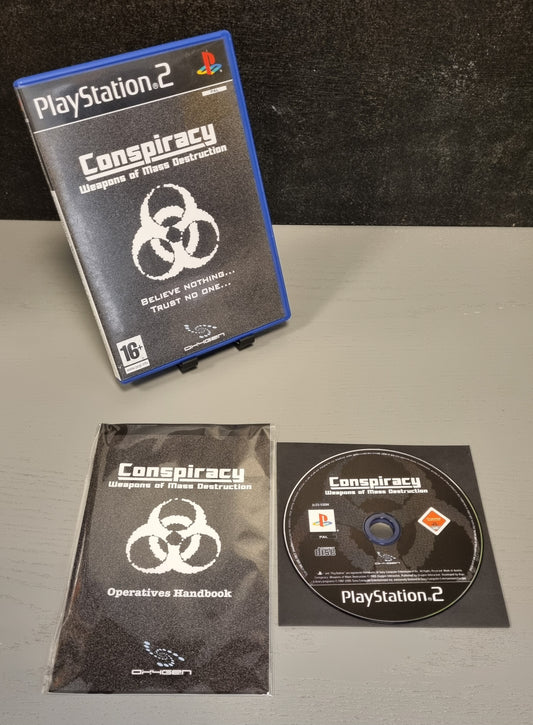 PlayStation®2
Conspiracy
Weapons of Mass Destruction
BELIEVE NOTHING...
TRUST NO ONE...
16+
OXYGEN
Conspiracy
Weapons of Mass Destruction
Operatives Handbook
OXYGEN
Conspiracy
Weapons of Mass Destruction
PAL
PlayStation®2